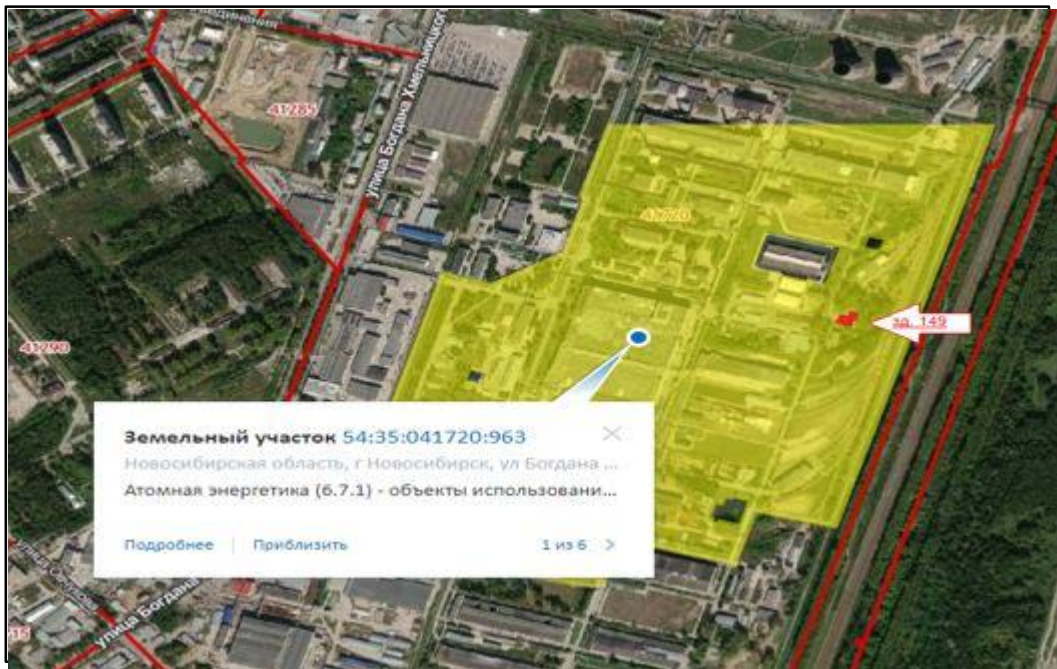 41285
улица Богдана Хмельницкого
41720
зд. 149
41290
Земельный участок 54:35:041720:963
Новосибирская область, г Новосибирск, ул Богдана ...
Атомная энергетика (6.7.1) - объекты использовани...
Подробнее | Приблизить
1 из 6 >
15
улица Богдана